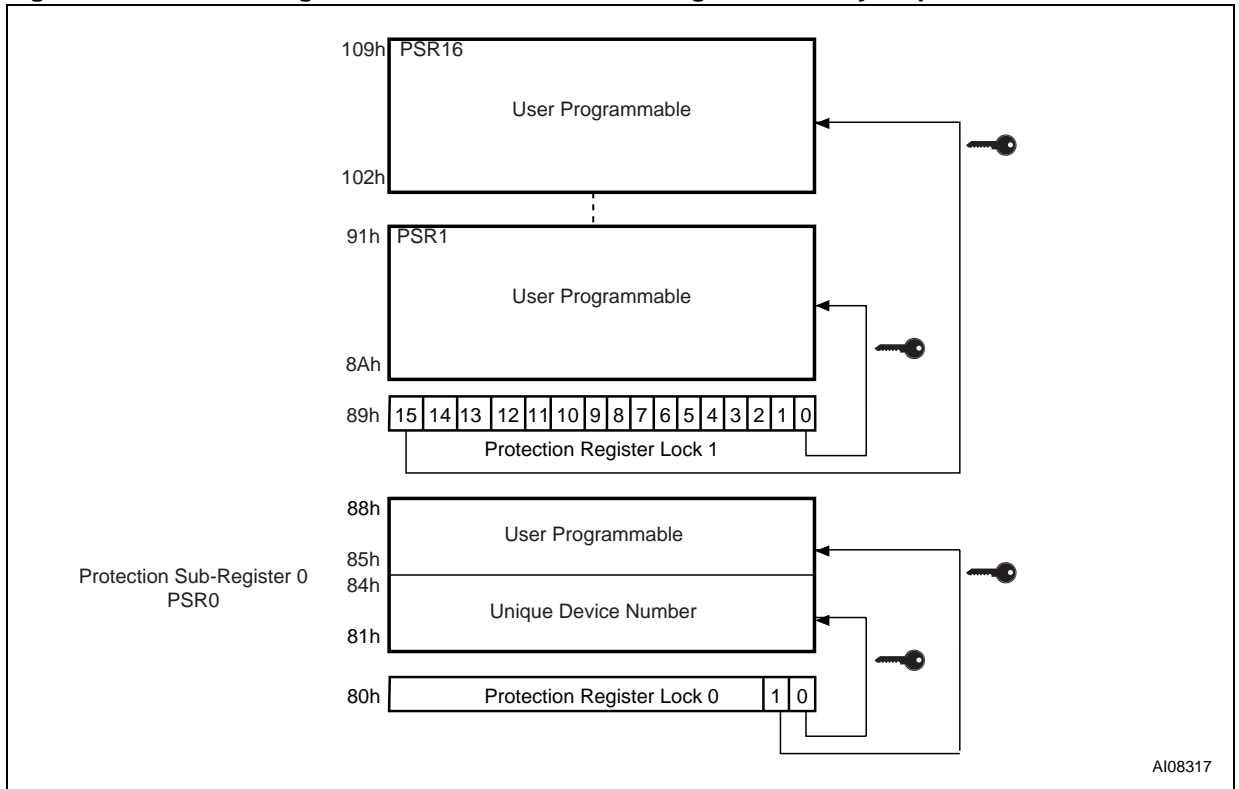 109h PSR16
User Programmable
102h
91h PSR1
User Programmable
8Ah
89h 15 14 13 12 11 10 9 8 7 6 5 4 3 2 1 0
Protection Register Lock 1
88h
User Programmable
85h
Protection Sub-Register 0
PSR0
84h
Unique Device Number
81h
80h Protection Register Lock 0 1 0
AI08317